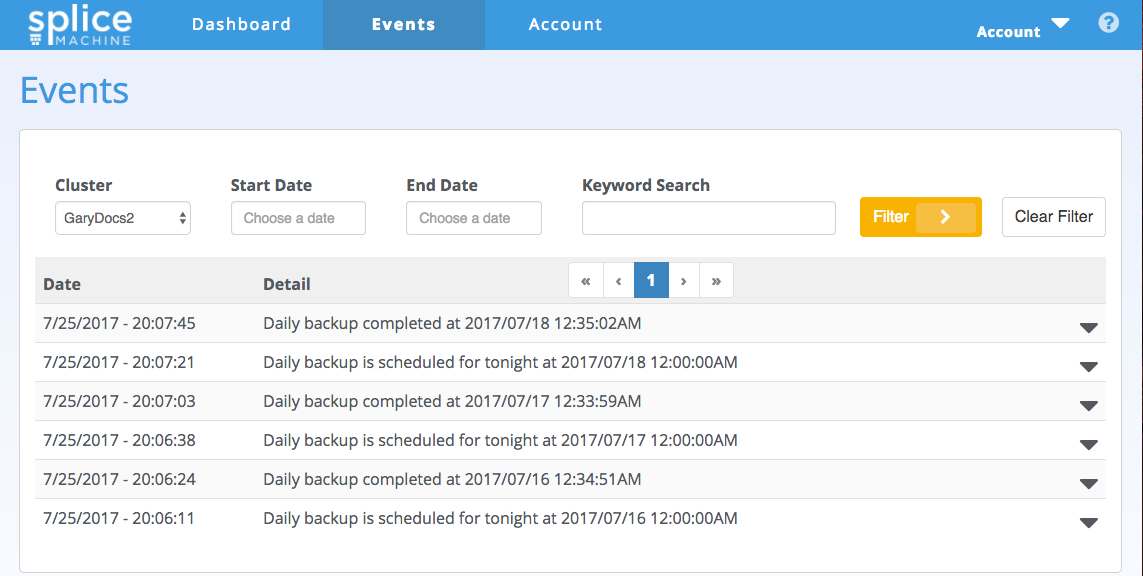 splice MACHINE Dashboard Events Account Account ?
Events
Cluster Start Date End Date Keyword Search
GaryDocs2 Choose a date Choose a date Filter > Clear Filter
Date Detail « ‹ 1 › »
7/25/2017 - 20:07:45 Daily backup completed at 2017/07/18 12:35:02AM
7/25/2017 - 20:07:21 Daily backup is scheduled for tonight at 2017/07/18 12:00:00AM
7/25/2017 - 20:07:03 Daily backup completed at 2017/07/17 12:33:59AM
7/25/2017 - 20:06:38 Daily backup is scheduled for tonight at 2017/07/17 12:00:00AM
7/25/2017 - 20:06:24 Daily backup completed at 2017/07/16 12:34:51AM
7/25/2017 - 20:06:11 Daily backup is scheduled for tonight at 2017/07/16 12:00:00AM